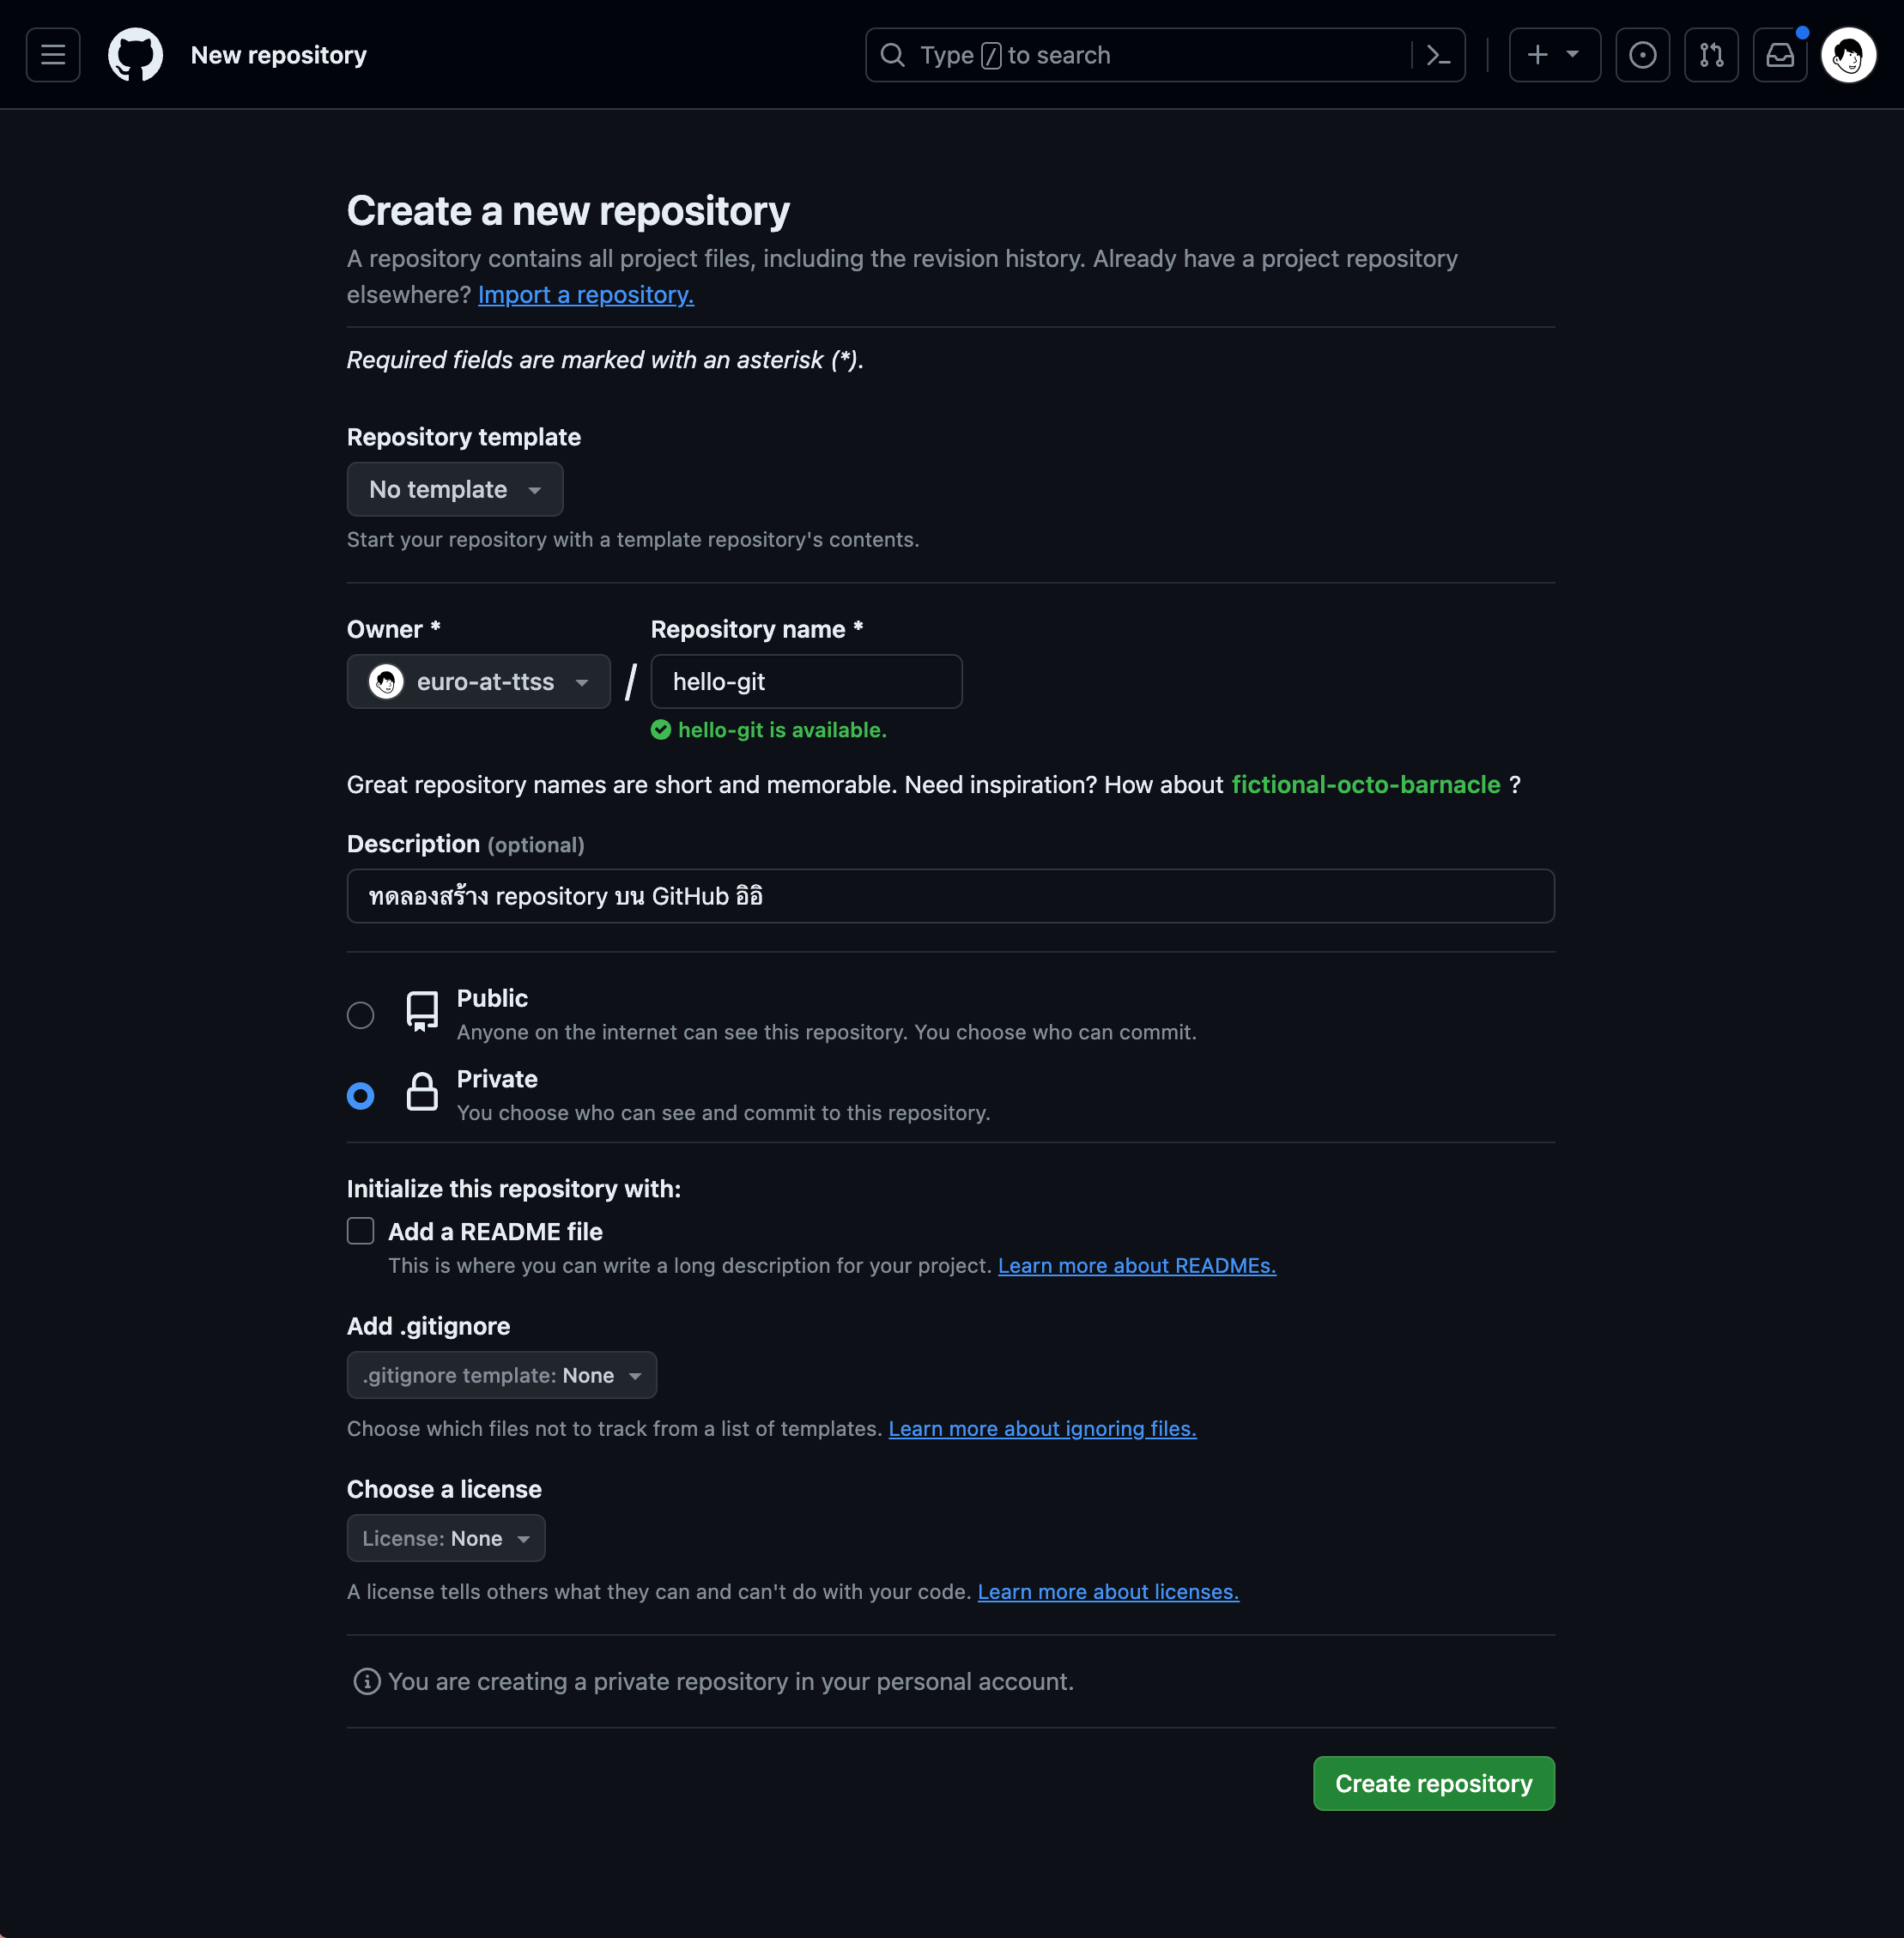 New repository
Type / to search
Create a new repository
A repository contains all project files, including the revision history. Already have a project repository
elsewhere? Import a repository.
Required fields are marked with an asterisk (*).
Repository template
No template
Start your repository with a template repository's contents.
Owner *
Repository name *
euro-at-ttss / hello-git
hello-git is available.
Great repository names are short and memorable. Need inspiration? How about fictional-octo-barnacle ?
Description (optional)
ทดลองสร้าง repository บน GitHub อิอิ
Public
Anyone on the internet can see this repository. You choose who can commit.
Private
You choose who can see and commit to this repository.
Initialize this repository with:
Add a README file
This is where you can write a long description for your project. Learn more about READMEs.
Add .gitignore
.gitignore template: None
Choose which files not to track from a list of templates. Learn more about ignoring files.
Choose a license
License: None
A license tells others what they can and can't do with your code. Learn more about licenses.
You are creating a private repository in your personal account.
Create repository